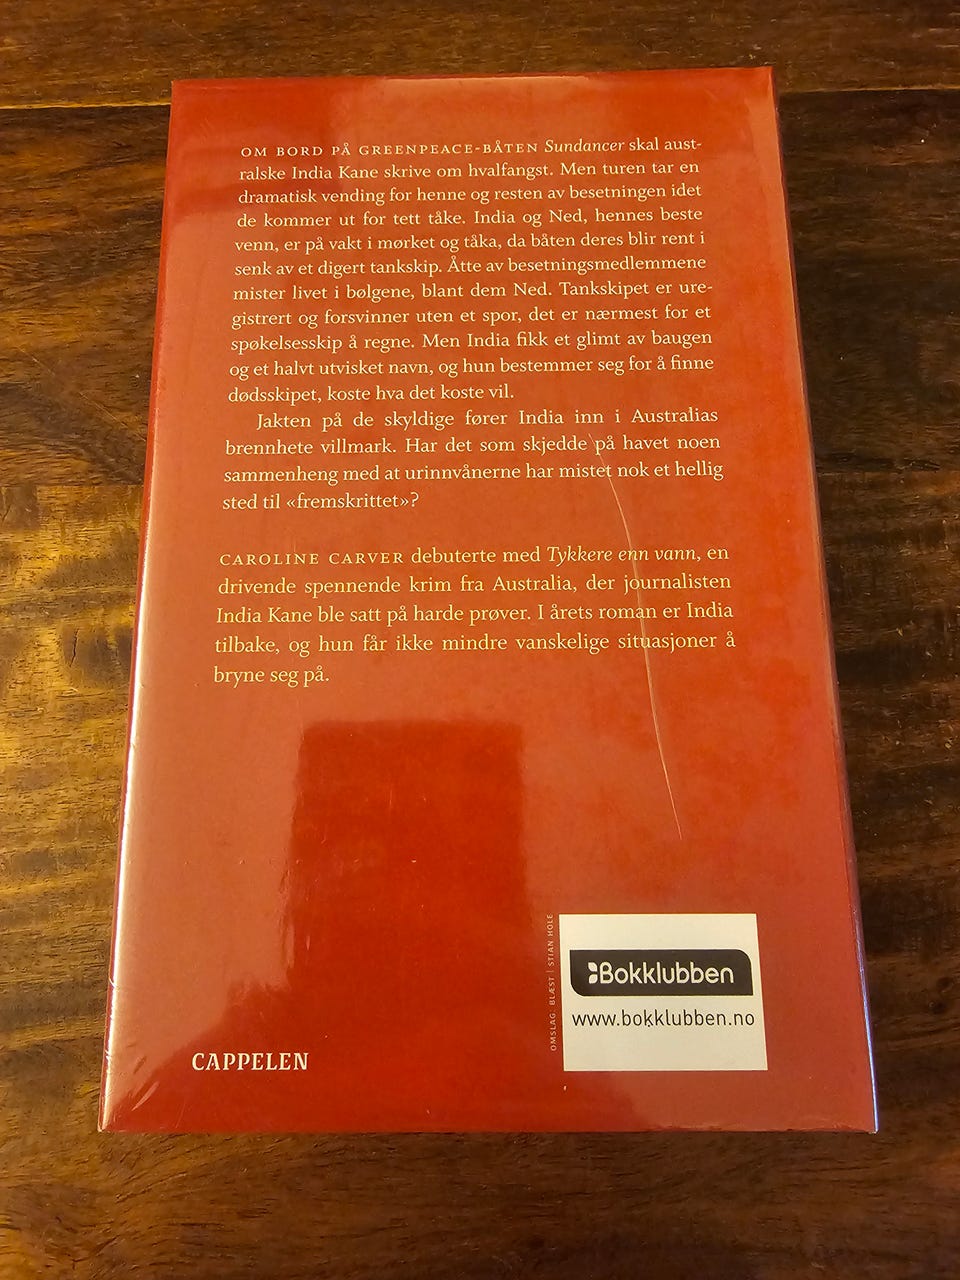 OM BORD PÅ GREENPEACE-BÅTEN Sundancer skal aust-
ralske India Kane skrive om hvalfangst. Men turen tar en
dramatisk vending for henne og resten av besetningen idet
de kommer ut for tett tåke. India og Ned, hennes beste
venn, er på vakt i mørket og tåka, da båten deres blir rent i
senk av et digert tankskip. Åtte av besetningsmedlemmene
mister livet i bølgene, blant dem Ned. Tankskipet er ure-
gistrert og forsvinner uten et spor, det er nærmest for et
spøkelsesskip å regne. Men India fikk et glimt av baugen
og et halvt utvisket navn, og hun bestemmer seg for å finne
dødsskipet, koste hva det koste vil.
Jakten på de skyldige fører India inn i Australias
brennhete villmark. Har det som skjedde på havet noen
sammenheng med at urinnvånerne har mistet nok et hellig
sted til «fremskrittet»?
CAROLINE CARVER debuterte med Tykkere enn vann, en
drivende spennende krim fra Australia, der journalisten
India Kane ble satt på harde prøver. I årets roman er India
tilbake, og hun får ikke mindre vanskelige situasjoner å
bryne seg på.
OMSLAG: BLÆST | STIAN HOLE
Bokklubben
www.bokklubben.no
CAPPELEN